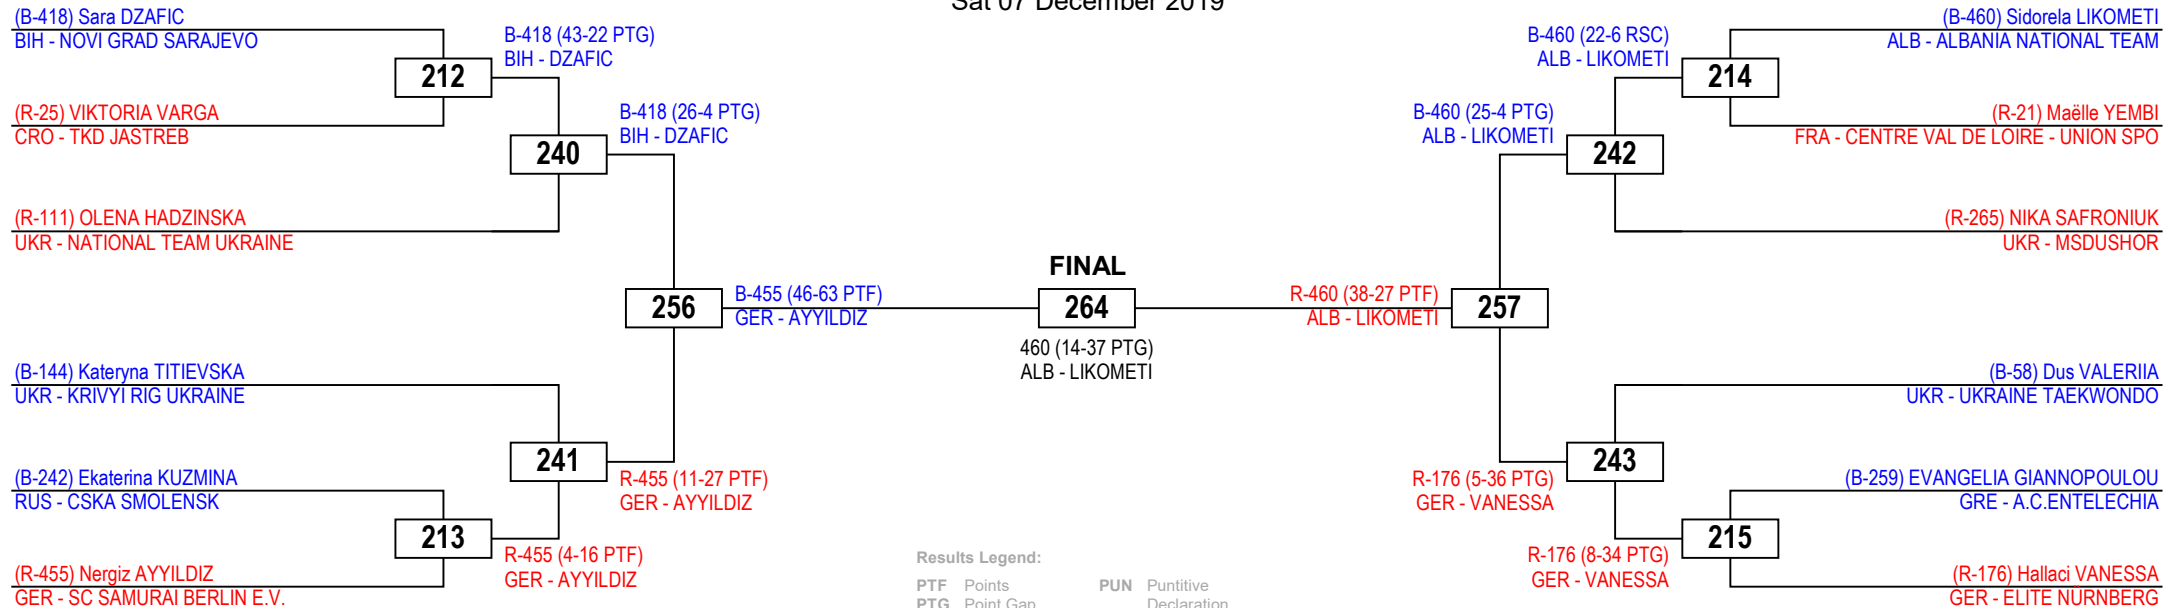 Sat 07 December 2019
(B-418) Sara DZAFIC
BIH - NOVI GRAD SARAJEVO
(R-25) VIKTORIA VARGA
CRO - TKD JASTREB
(R-111) OLENA HADZINSKA
UKR - NATIONAL TEAM UKRAINE
(B-144) Kateryna TITIEVSKA
UKR - KRIVYI RIG UKRAINE
(B-242) Ekaterina KUZMINA
RUS - CSKA SMOLENSK
(R-455) Nergiz AYYILDIZ
GER - SC SAMURAI BERLIN E.V.
212
B-418 (43-22 PTG)
BIH - DZAFIC
213
R-455 (4-16 PTF)
GER - AYYILDIZ
240
B-418 (26-4 PTG)
BIH - DZAFIC
241
R-455 (11-27 PTF)
GER - AYYILDIZ
256
B-455 (46-63 PTF)
GER - AYYILDIZ
FINAL
264
460 (14-37 PTG)
ALB - LIKOMETI
R-460 (38-27 PTF)
ALB - LIKOMETI
257
B-460 (25-4 PTG)
ALB - LIKOMETI
242
R-176 (5-36 PTG)
GER - VANESSA
243
B-460 (22-6 RSC)
ALB - LIKOMETI
214
R-176 (8-34 PTG)
GER - VANESSA
215
(B-460) Sidorela LIKOMETI
ALB - ALBANIA NATIONAL TEAM
(R-21) Maëlle YEMBI
FRA - CENTRE VAL DE LOIRE - UNION SPO
(R-265) NIKA SAFRONIUK
UKR - MSDUSHOR
(B-58) Dus VALERIIA
UKR - UKRAINE TAEKWONDO
(B-259) EVANGELIA GIANNOPOULOU
GRE - A.C.ENTELECHIA
(R-176) Hallaci VANESSA
GER - ELITE NÜRNBERG
Results Legend:
PTF Points PUN Puntitive
PTG Point Gap Declaration